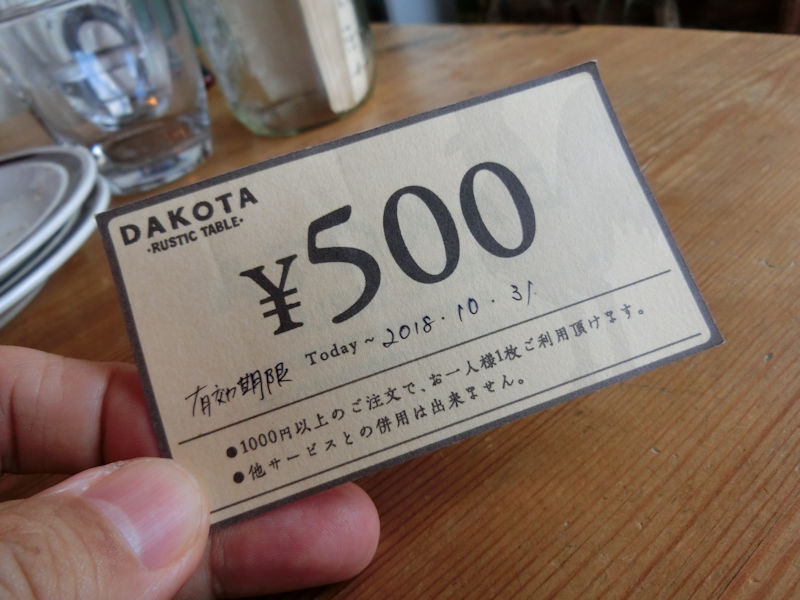 DAKOTA
・RUSTIC TABLE・
¥500
有効期限 Today～2018.10.31.
●1000円以上のご注文で、お一人様1枚ご利用頂けます。
●他サービスとの併用は出来ません。